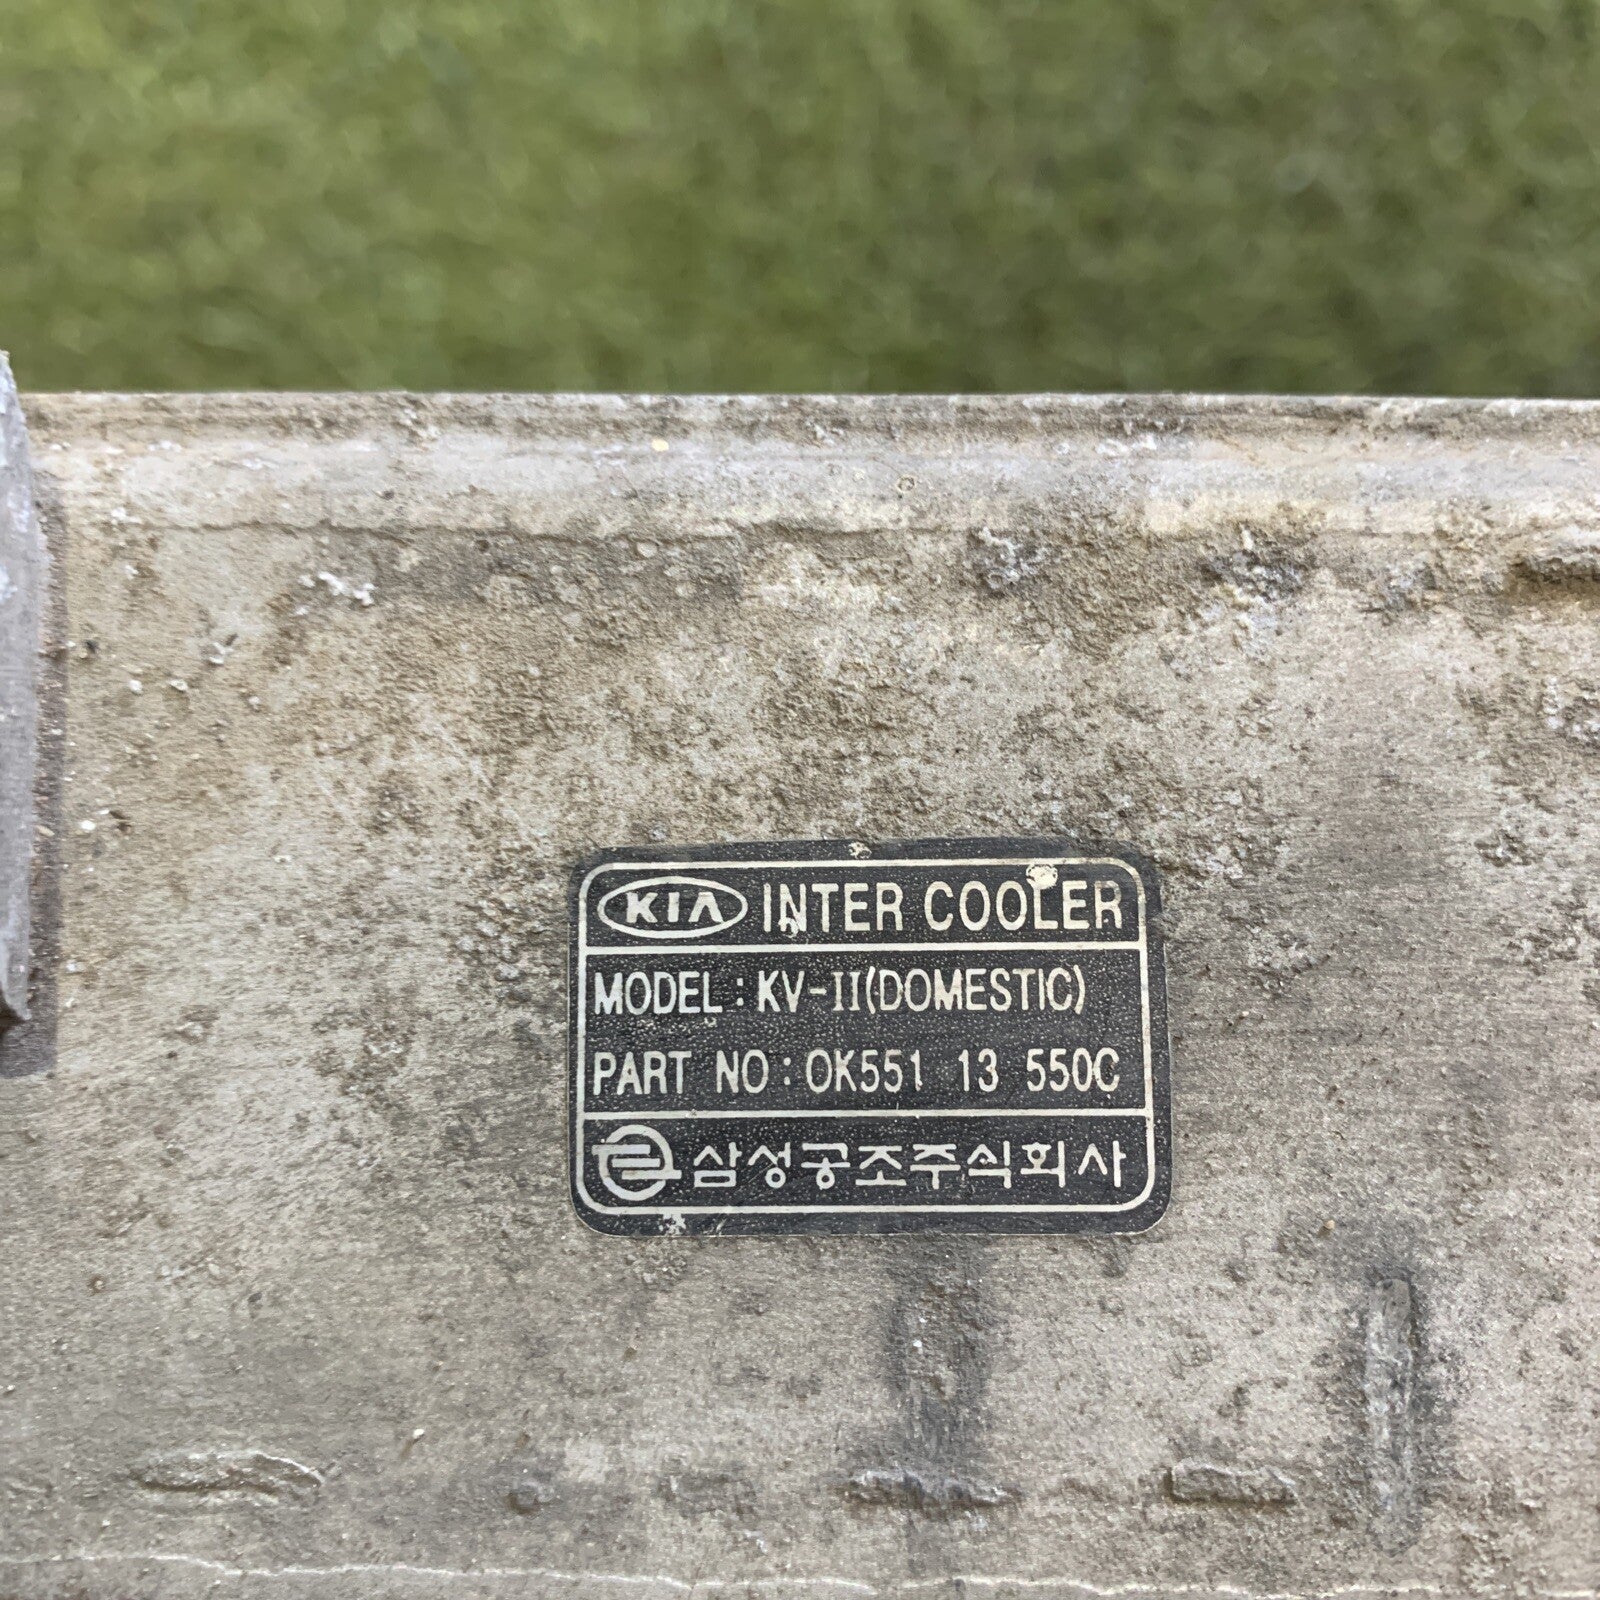 KIA INTER COOLER
MODEL : KV-II(DOMESTIC)
PART NO : OK551 13 550C
삼성공조주식회사